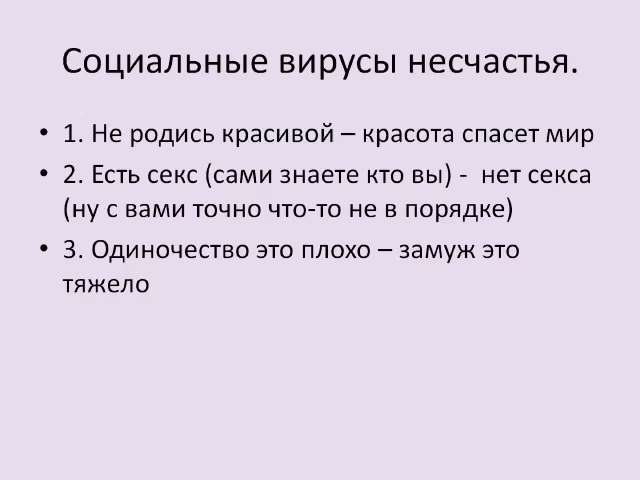 Социальные вирусы несчастья.
• 1. Не родись красивой – красота спасет мир
• 2. Есть секс (сами знаете кто вы) - нет секса
(ну с вами точно что-то не в порядке)
• 3. Одиночество это плохо – замуж это
тяжело